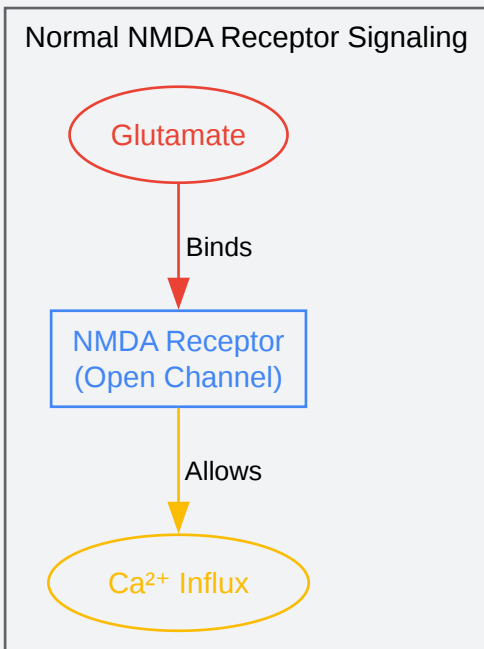 Normal NMDA Receptor Signaling
Glutamate
Binds
NMDA Receptor
(Open Channel)
Allows
Ca²⁺ Influx